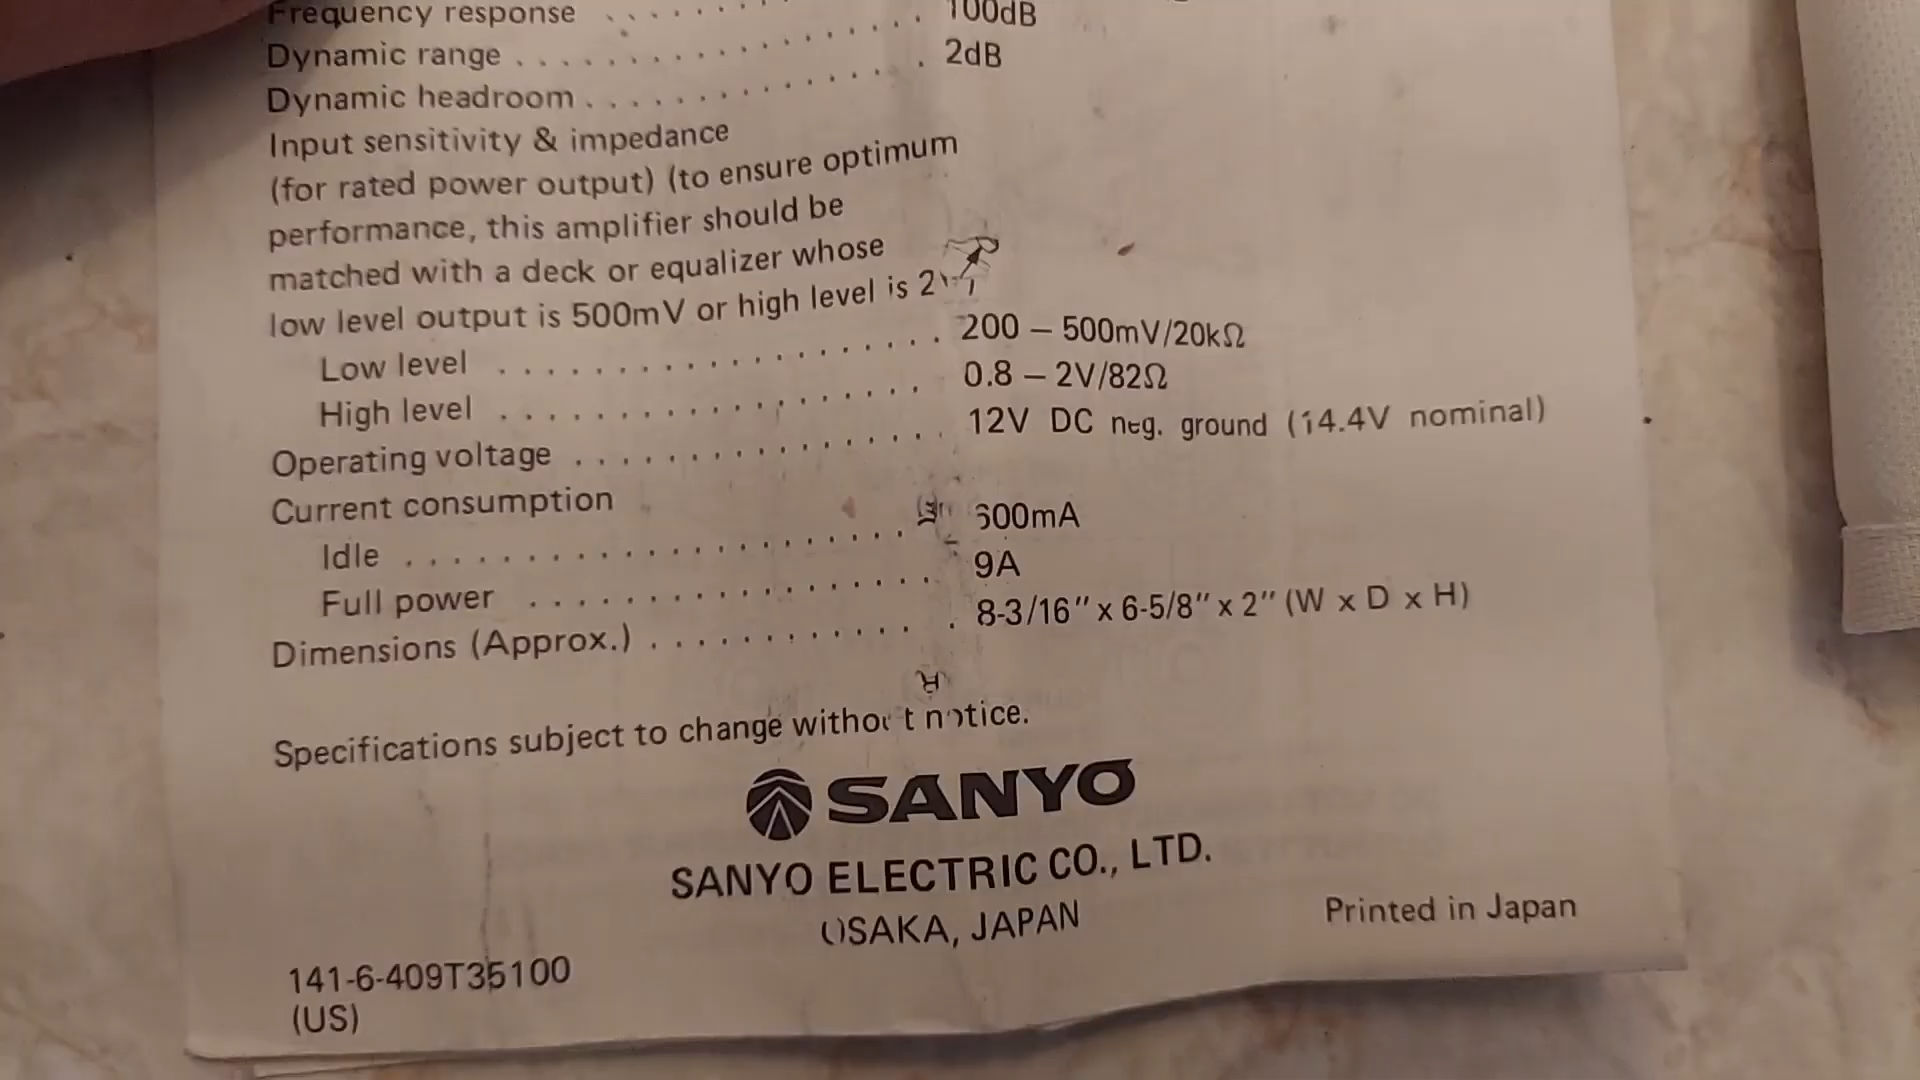 Frequency response . . . . . .
Dynamic range . . . . . . . . . . . . . . . . . . 100dB
Dynamic headroom . . . . . . . . . . . . . . . 2dB
Input sensitivity & impedance
(for rated power output) (to ensure optimum
performance, this amplifier should be
matched with a deck or equalizer whose
low level output is 500mV or high level is
Low level . . . . . . . . . . . . . . . . . . . . 200 – 500mV/20kΩ
High level . . . . . . . . . . . . . . . . . . . 0.8 – 2V/82Ω
Operating voltage . . . . . . . . . . . . . . . . 12V DC neg. ground (14.4V nominal)
Current consumption
Idle . . . . . . . . . . . . . . . . . . . . . .
Full power . . . . . . . . . . . . . . . . . . 9A
Dimensions (Approx.) . . . . . . . . . . . . . 8-3/16" x 6-5/8" x 2" (W x D x H)
Specifications subject to change without notice.
SANYO
SANYO ELECTRIC CO., LTD.
OSAKA, JAPAN
Printed in Japan
141-6-409T35100
(US)